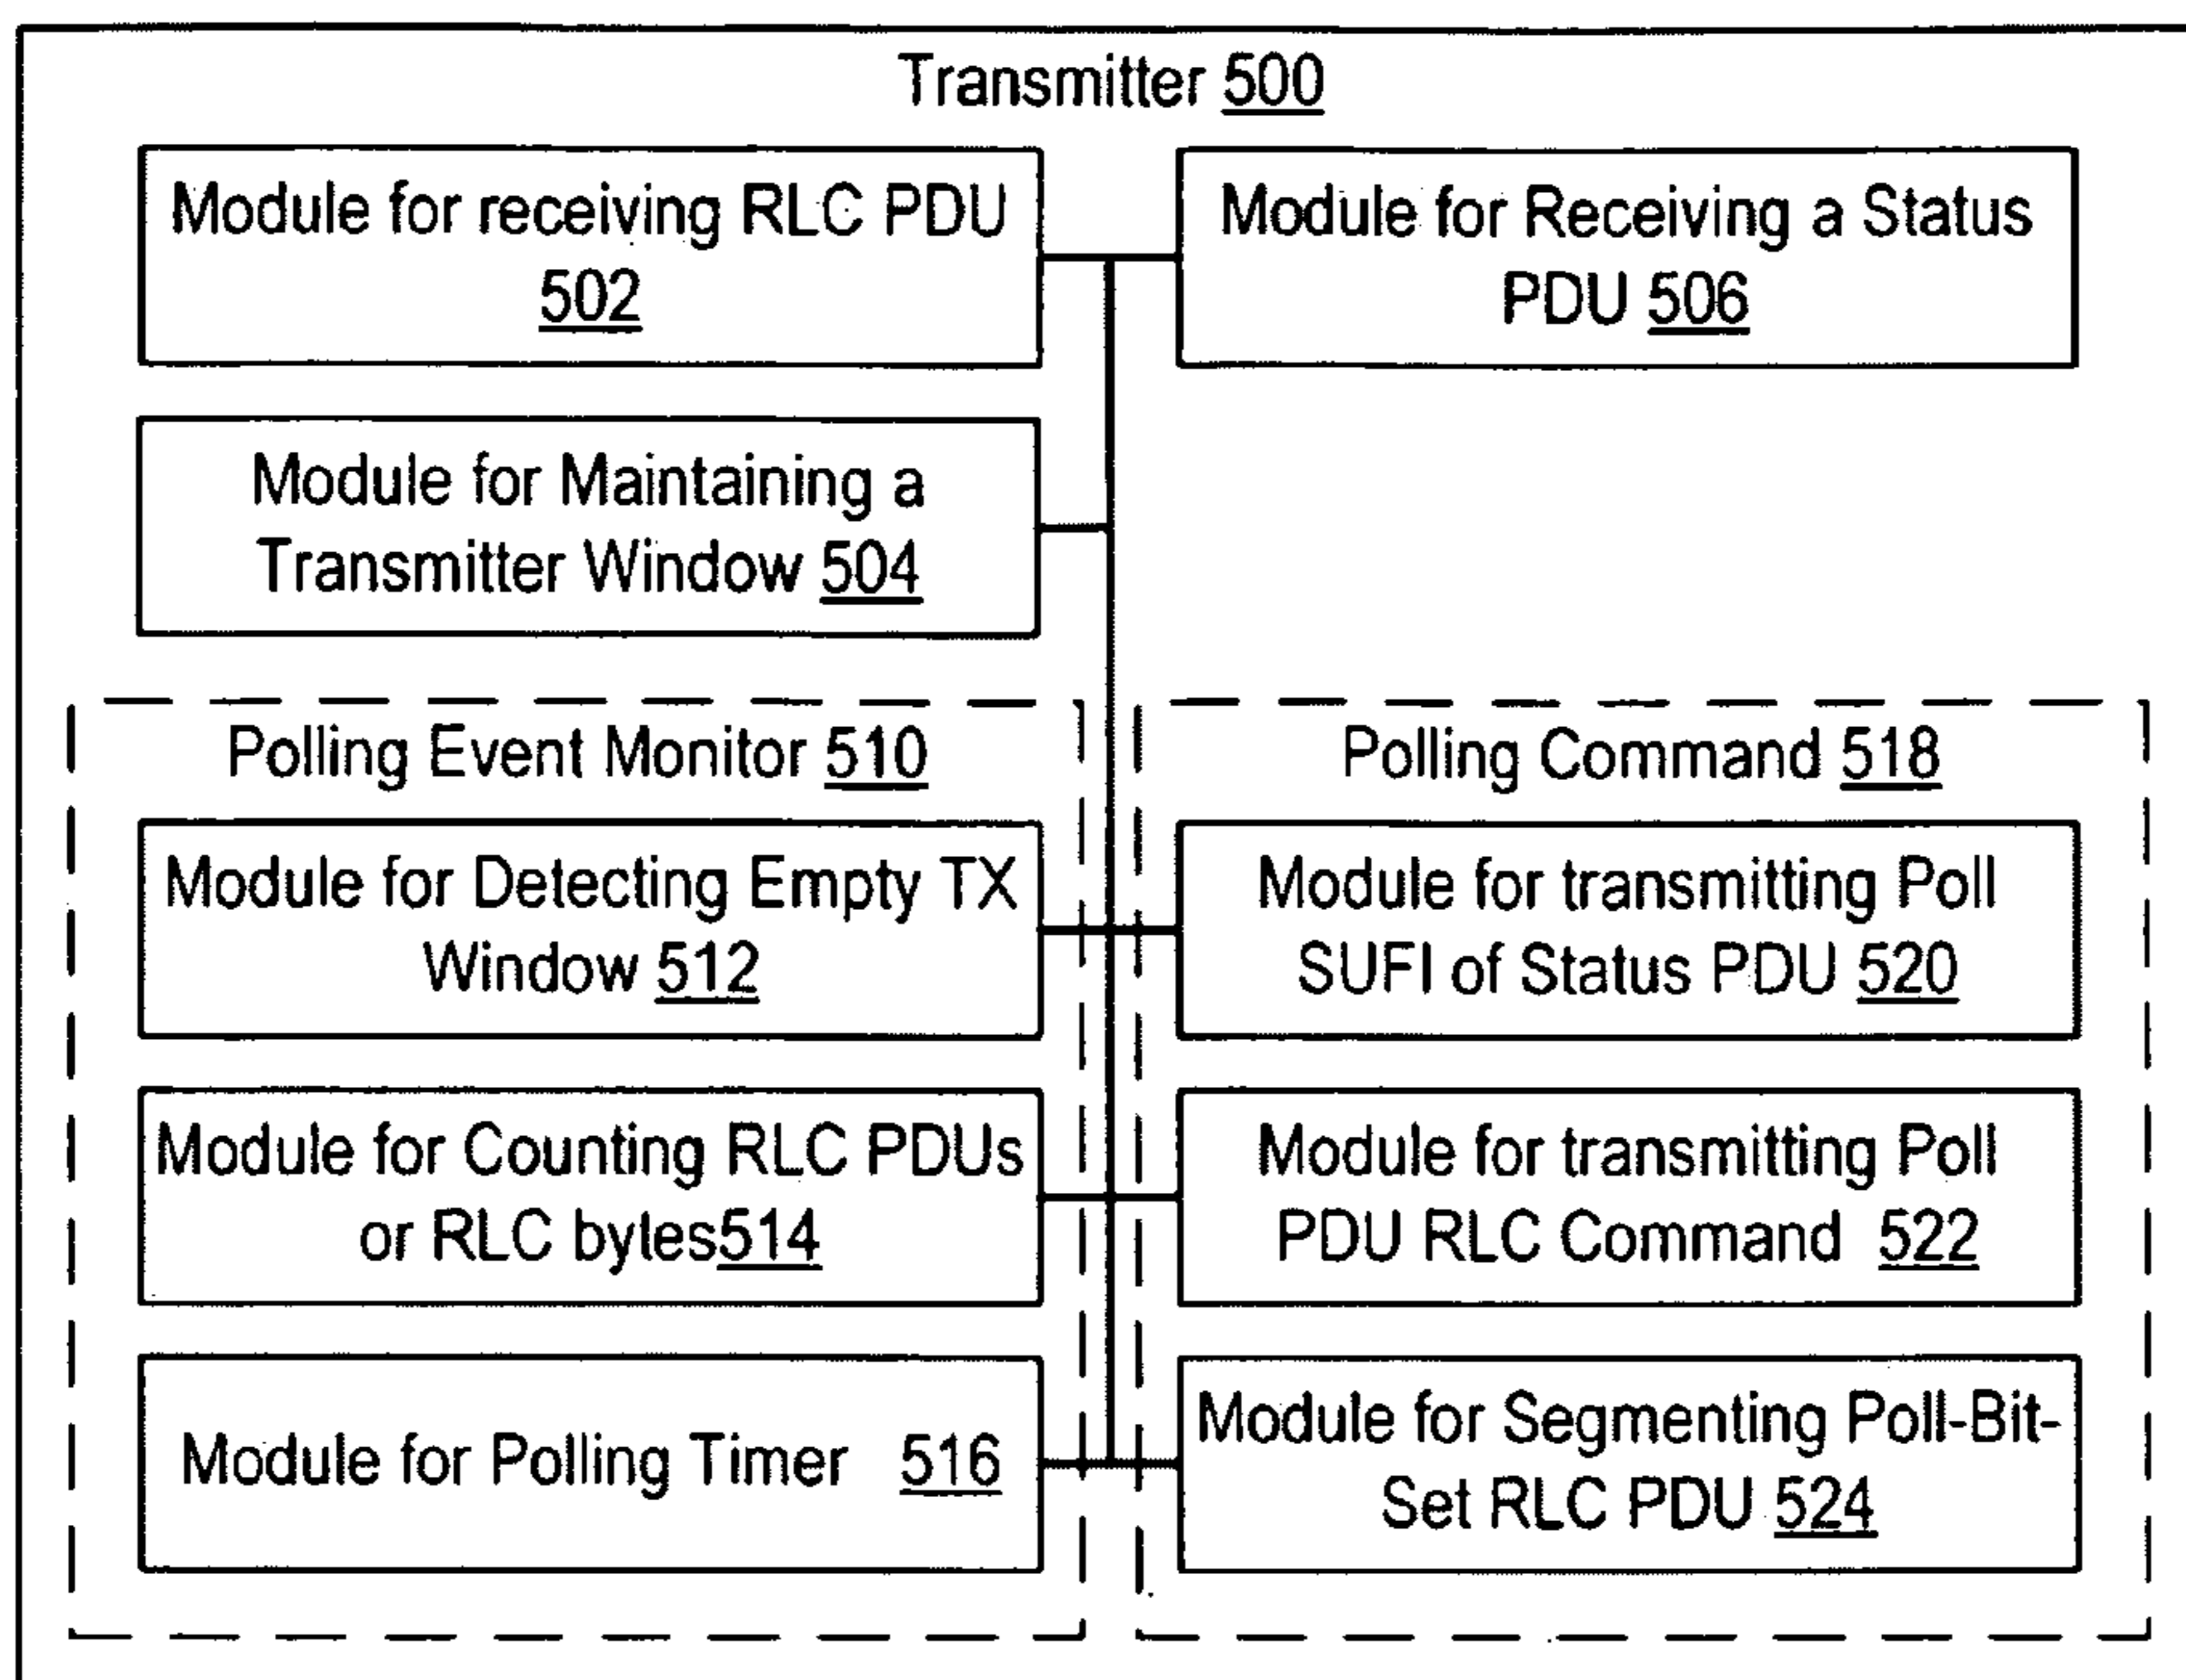 Transmitter 500
Module for receiving RLC PDU
502
Module for Receiving a Status
PDU 506
Module for Maintaining a
Transmitter Window 504
Polling Event Monitor 510
Module for Detecting Empty TX
Window 512
Module for Counting RLC PDUs
or RLC bytes514
Module for Polling Timer 516
Polling Command 518
Module for transmitting Poll
SUFI of Status PDU 520
Module for transmitting Poll
PDU RLC Command 522
Module for Segmenting Poll-Bit-
Set RLC PDU 524